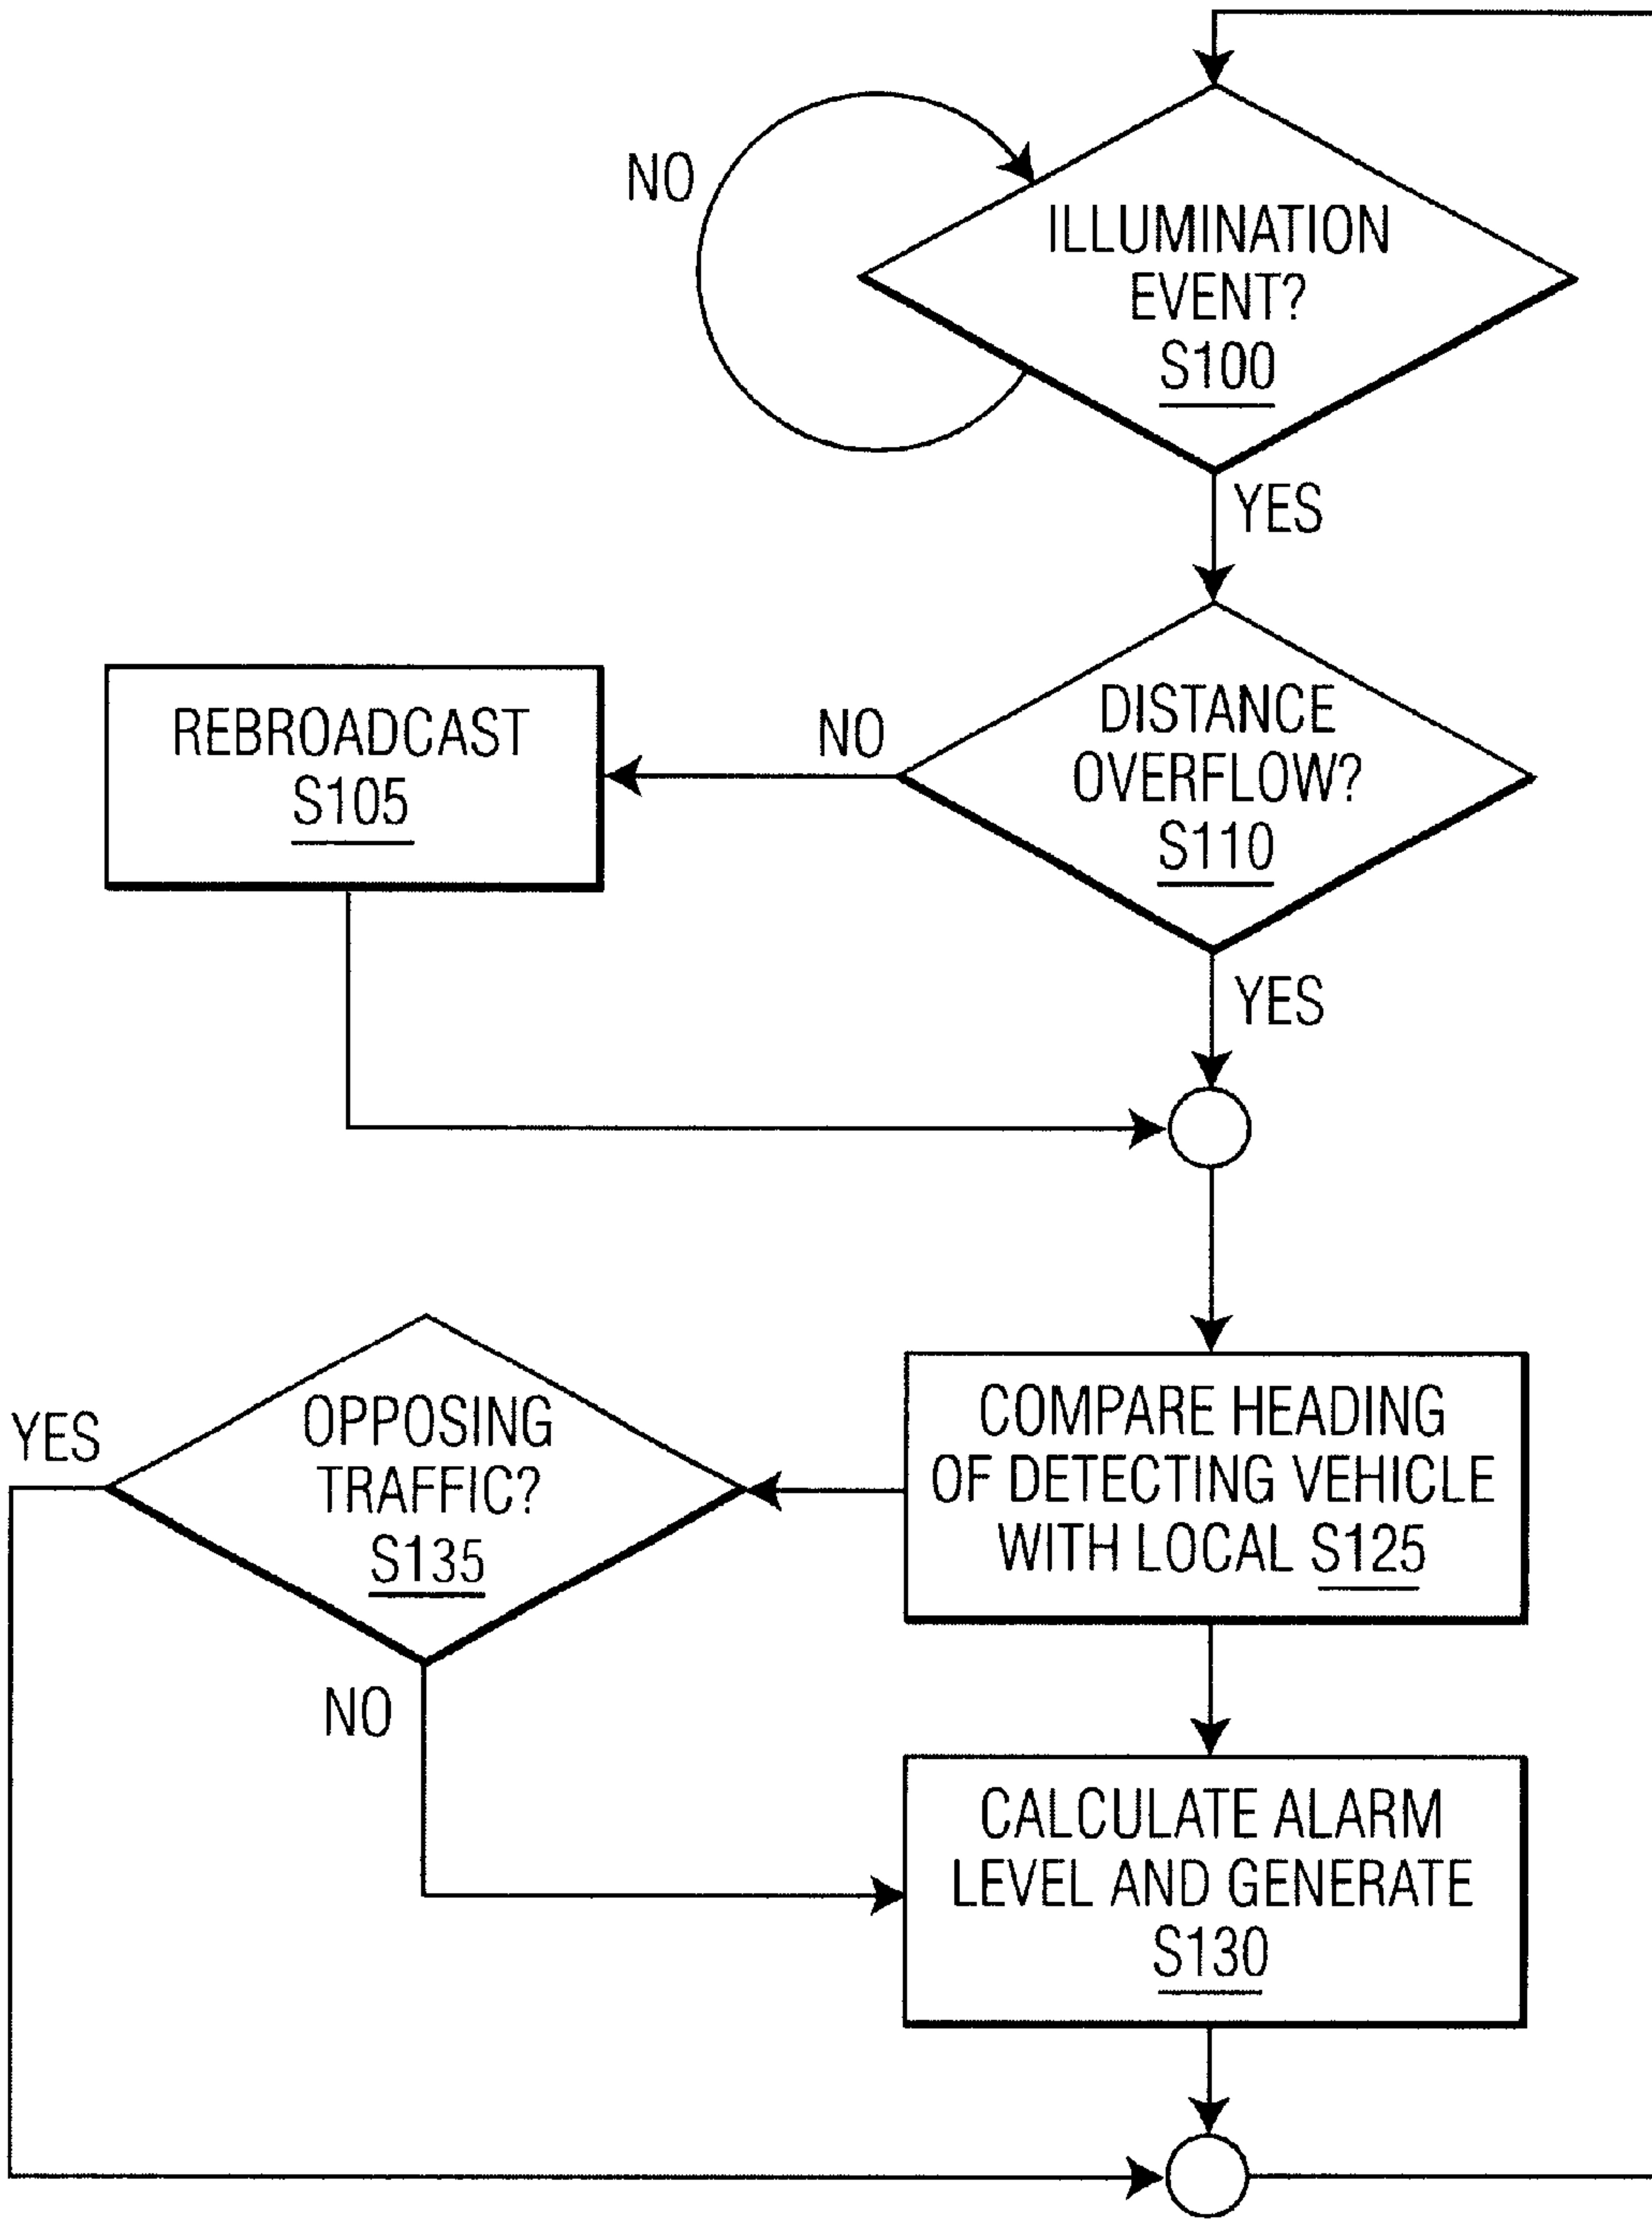 NO
ILLUMINATION
EVENT?
S100
YES
DISTANCE
OVERFLOW?
S110
NO
REBROADCAST
S105
YES
COMPARE HEADING
OF DETECTING VEHICLE
WITH LOCAL S125
OPPOSING
TRAFFIC?
S135
YES
NO
CALCULATE ALARM
LEVEL AND GENERATE
S130